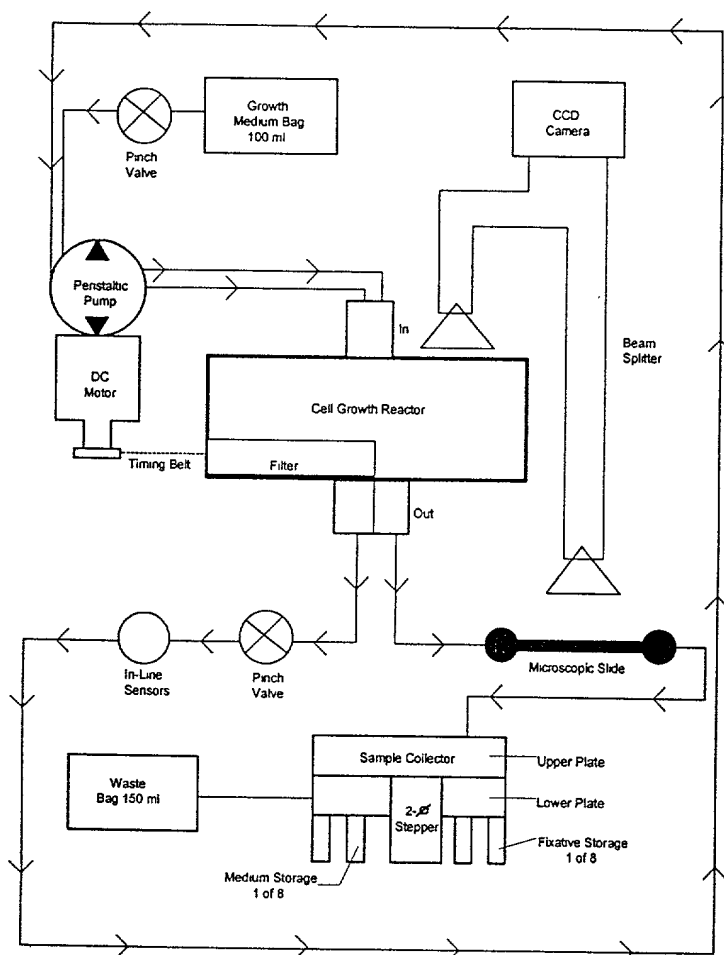 Growth
Medium Bag
100 ml
CCD
Camera
Pinch
Valve
Peristaltic
Pump
In
Beam
Splitter
DC
Motor
Cell Growth Reactor
Timing Belt
Filter
Out
In-Line
Sensors
Pinch
Valve
Microscopic Slide
Sample Collector
Upper Plate
Waste
Bag 150 ml
2-Ø
Stepper
Lower Plate
Fixative Storage
1 of 8
Medium Storage
1 of 8